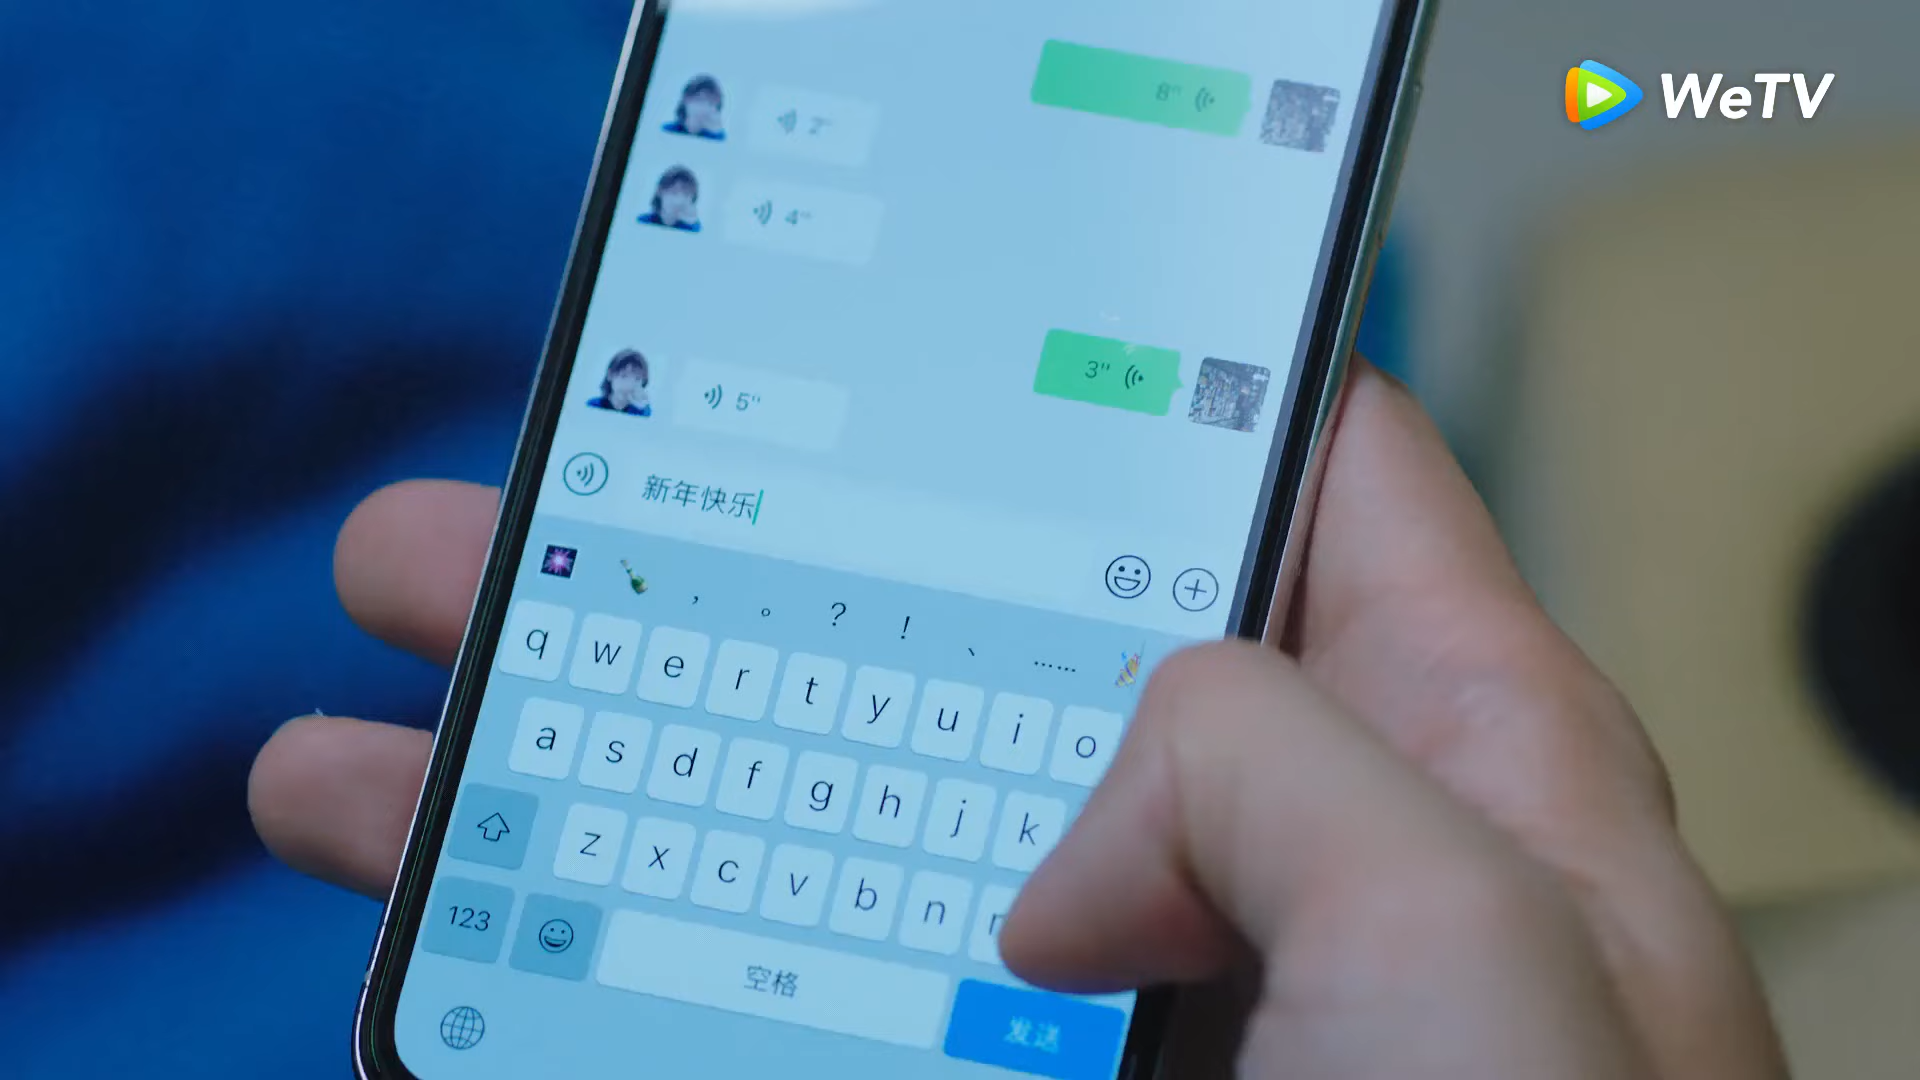 WeTV
8"
2"
4"
3"
5"
新年快乐
, 。 ? ! 、 ……
q w e r t y u i o
a s d f g h j k
z x c v b n
123
空格
发送